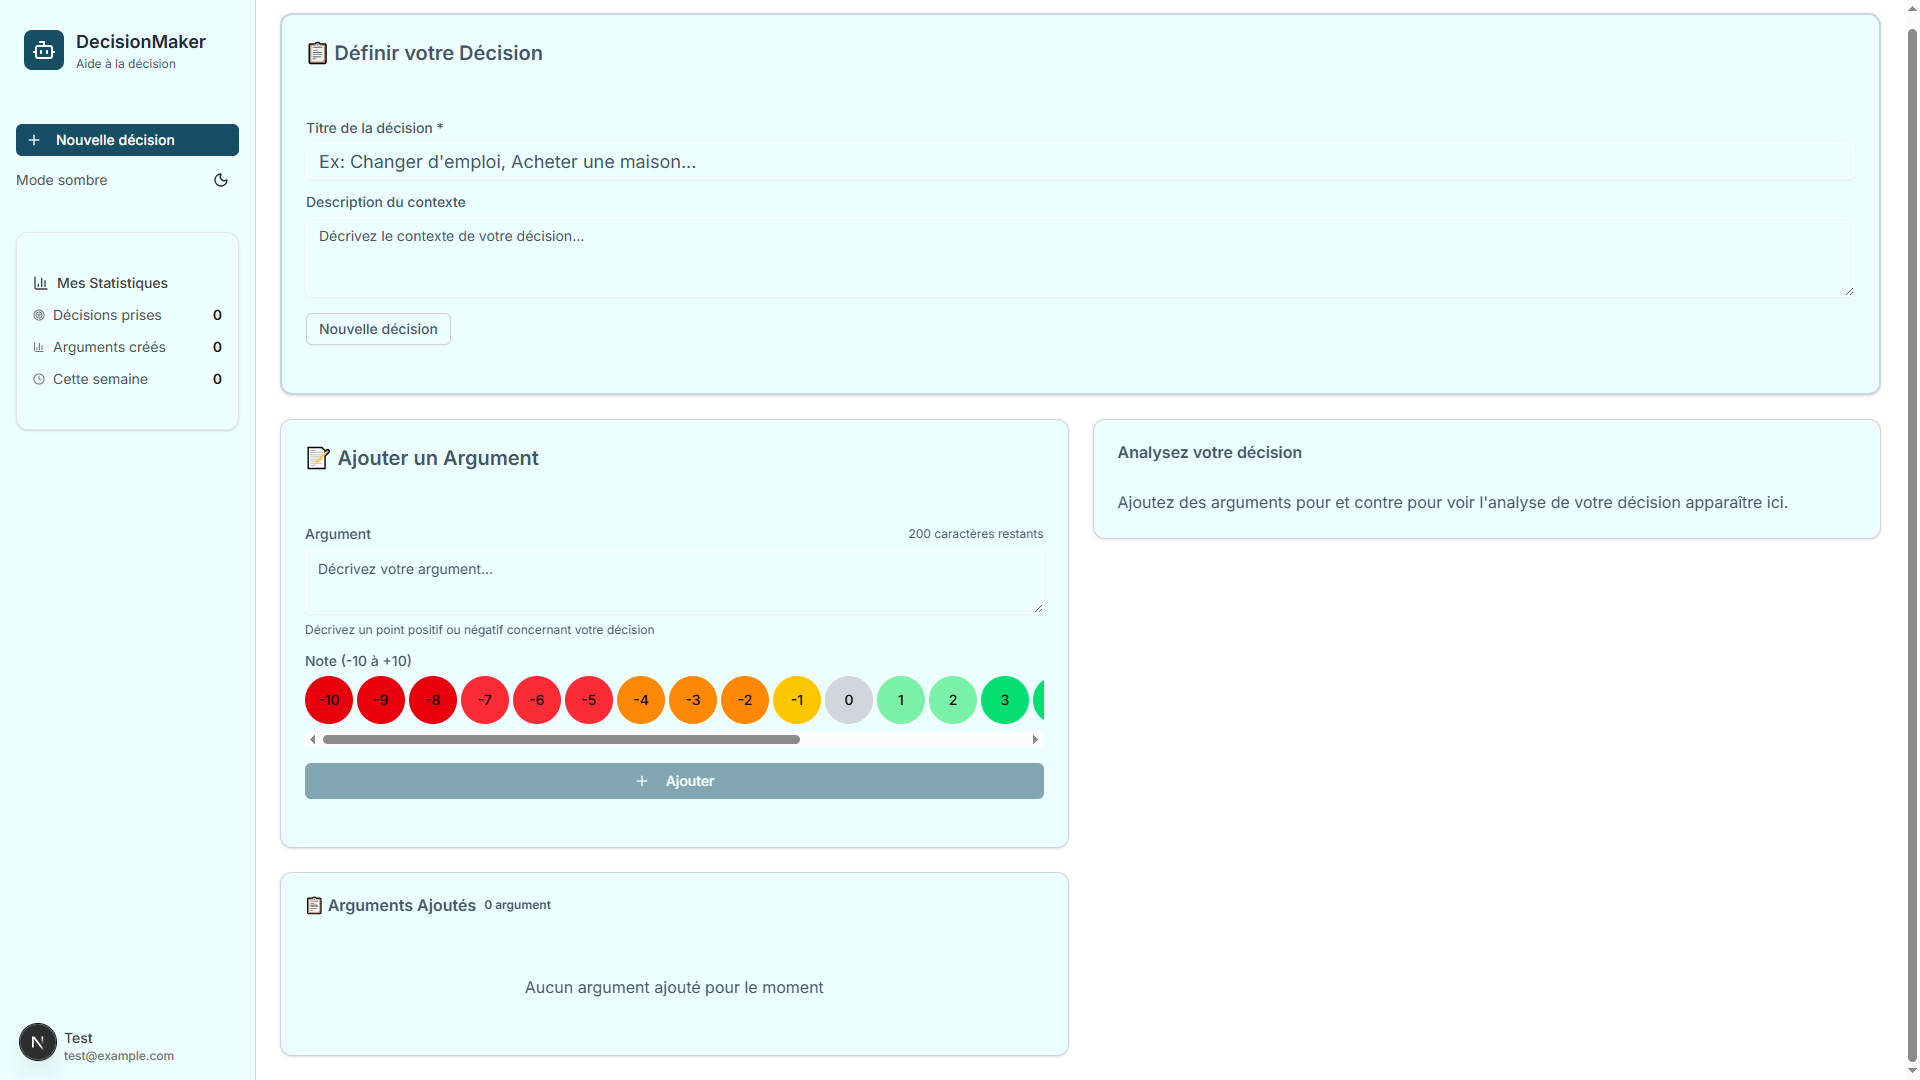 DecisionMaker
Aide à la décision
Nouvelle décision
Mode sombre
Mes Statistiques
Décisions prises 0
Arguments créés 0
Cette semaine 0
N
Test
test@example.com
Définir votre Décision
Titre de la décision *
Ex: Changer d'emploi, Acheter une maison...
Description du contexte
Décrivez le contexte de votre décision...
Nouvelle décision
Ajouter un Argument
Argument 200 caractères restants
Décrivez votre argument...
Décrivez un point positif ou négatif concernant votre décision
Note (-10 à +10)
-10 -9 -8 -7 -6 -5 -4 -3 -2 -1 0 1 2 3
Ajouter
Arguments Ajoutés 0 argument
Aucun argument ajouté pour le moment
Analysez votre décision
Ajoutez des arguments pour et contre pour voir l'analyse de votre décision apparaître ici.